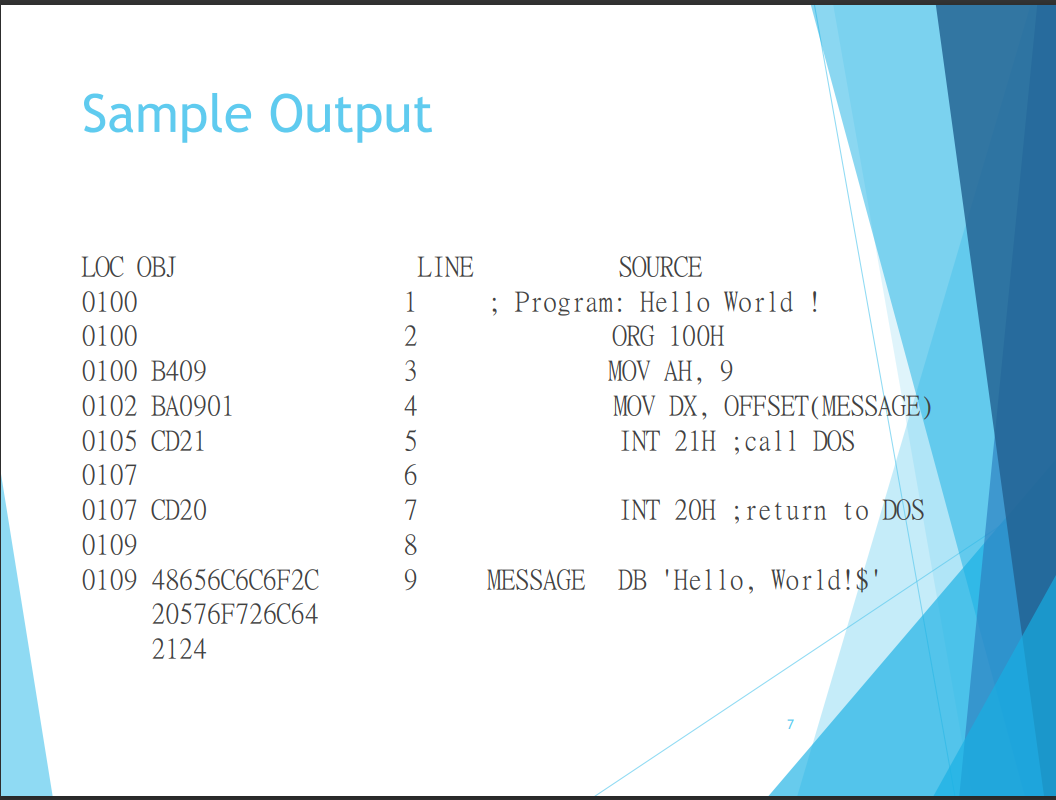 Sample Output
LOC OBJ LINE SOURCE
0100 1 ; Program: Hello World !
0100 2 ORG 100H
0100 B409 3 MOV AH, 9
0102 BA0901 4 MOV DX, OFFSET(MESSAGE)
0105 CD21 5 INT 21H ;call DOS
0107 6
0107 CD20 7 INT 20H ;return to DOS
0109 8
0109 48656C6C6F2C 9 MESSAGE DB 'Hello, World!$'
20576F726C64
2124
7